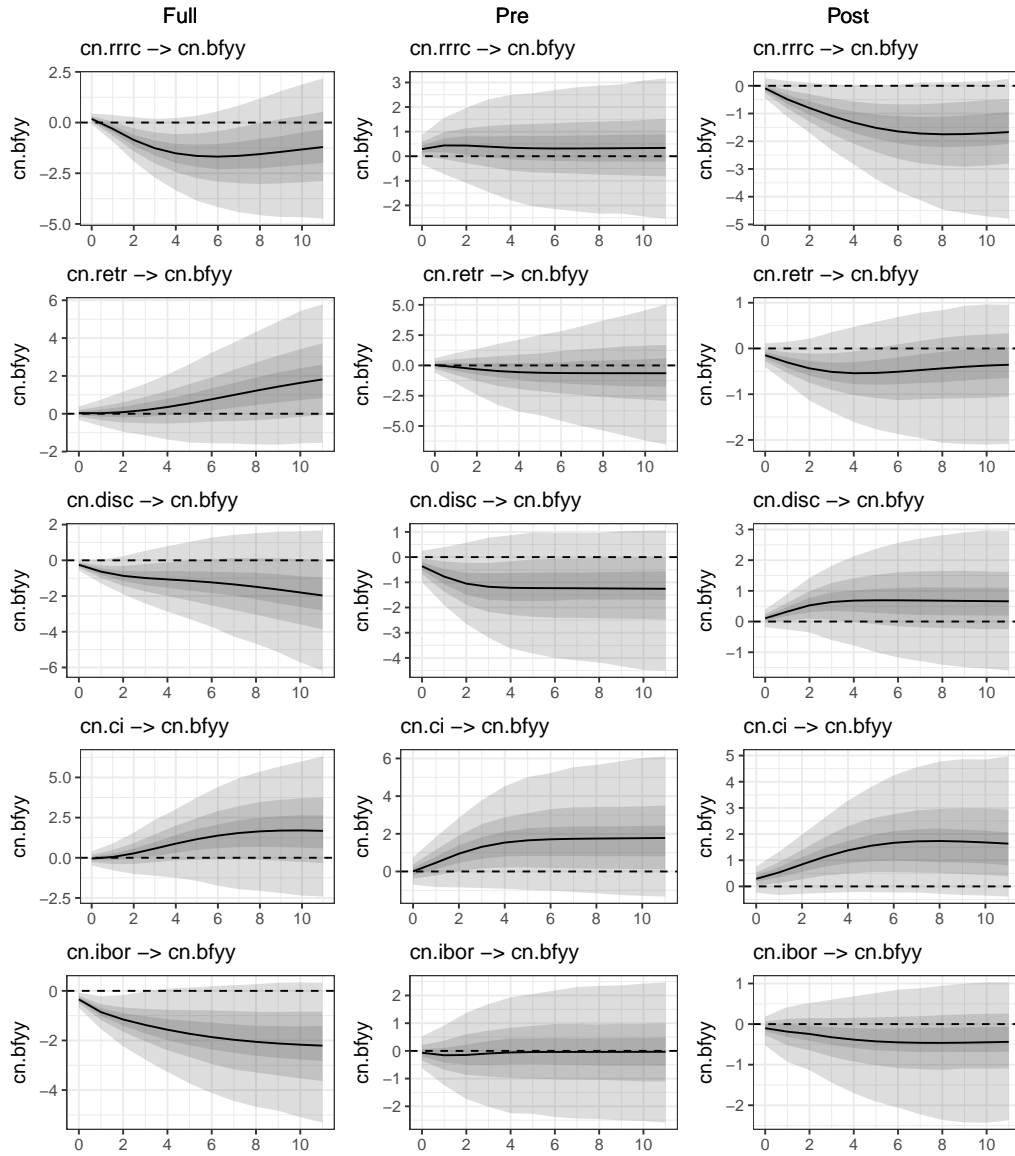 Full Pre Post
cn.rrrc −> cn.bfyy cn.rrrc −> cn.bfyy cn.rrrc −> cn.bfyy
cn.bfyy 2.5 0.0 −2.5 −5.0 0 2 4 6 8 10
cn.bfyy 3 2 1 0 −1 −2 0 2 4 6 8 10
cn.bfyy 0 −1 −2 −3 −4 −5 0 2 4 6 8 10
cn.retr −> cn.bfyy cn.retr −> cn.bfyy cn.retr −> cn.bfyy
cn.bfyy 6 4 2 0 −2 0 2 4 6 8 10
cn.bfyy 5.0 2.5 0.0 −2.5 −5.0 0 2 4 6 8 10
cn.bfyy 1 0 −1 −2 0 2 4 6 8 10
cn.disc −> cn.bfyy cn.disc −> cn.bfyy cn.disc −> cn.bfyy
cn.bfyy 2 0 −2 −4 −6 0 2 4 6 8 10
cn.bfyy 1 0 −1 −2 −3 −4 0 2 4 6 8 10
cn.bfyy 3 2 1 0 −1 0 2 4 6 8 10
cn.ci −> cn.bfyy cn.ci −> cn.bfyy cn.ci −> cn.bfyy
cn.bfyy 5.0 2.5 0.0 −2.5 0 2 4 6 8 10
cn.bfyy 6 4 2 0 0 2 4 6 8 10
cn.bfyy 5 4 3 2 1 0 0 2 4 6 8 10
cn.ibor −> cn.bfyy cn.ibor −> cn.bfyy cn.ibor −> cn.bfyy
cn.bfyy 0 −2 −4 0 2 4 6 8 10
cn.bfyy 2 1 0 −1 −2 0 2 4 6 8 10
cn.bfyy 1 0 −1 −2 0 2 4 6 8 10